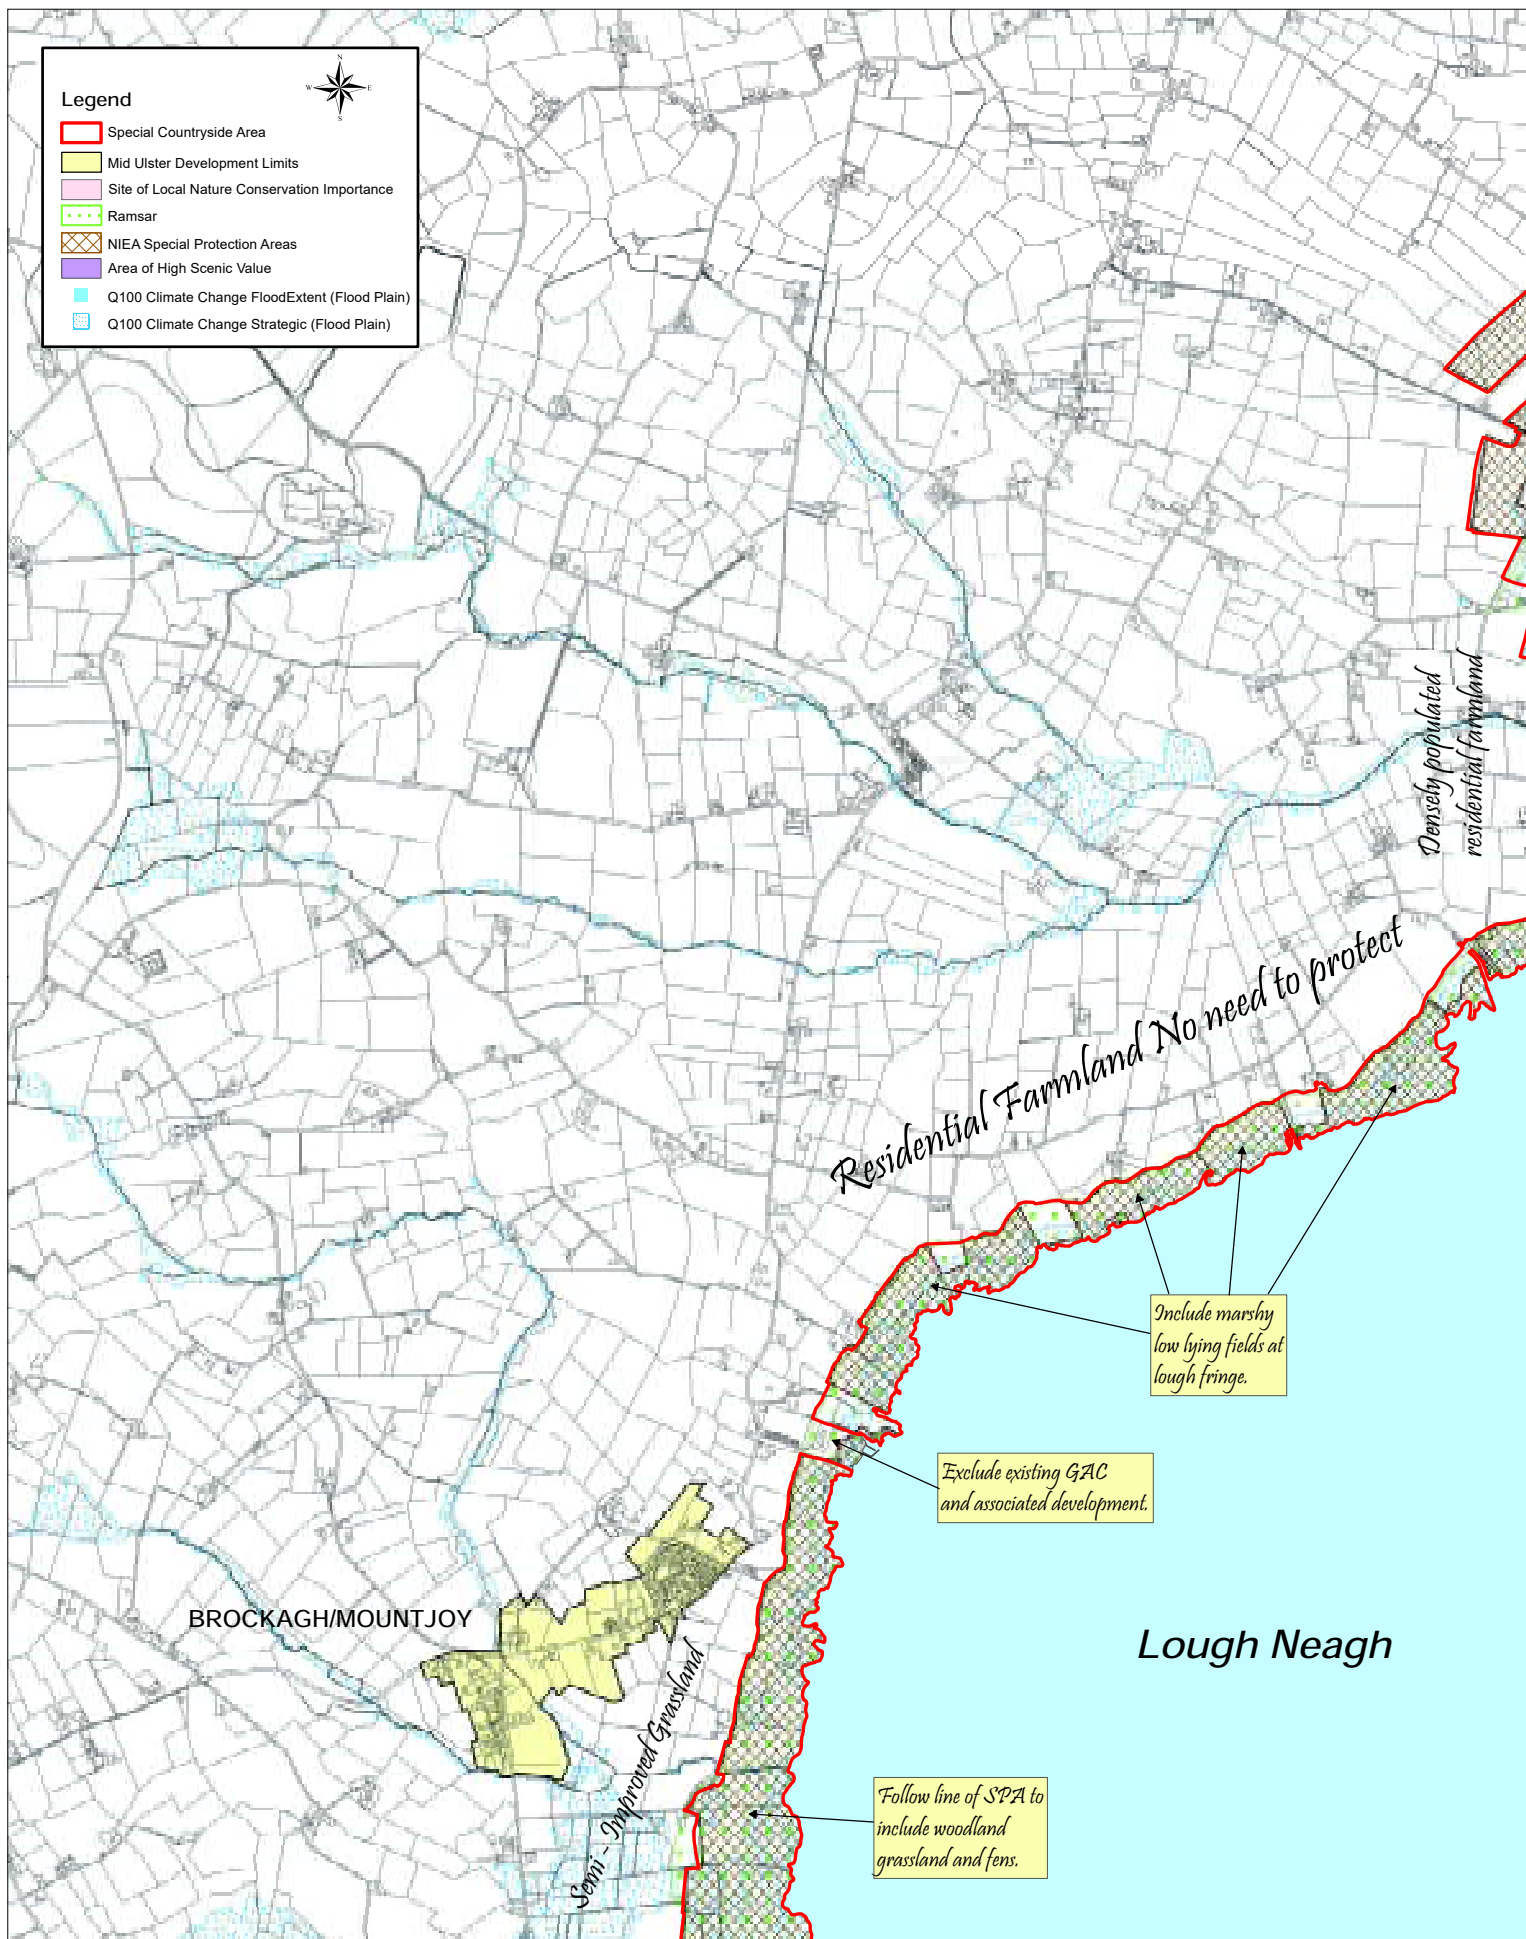 N
W
E
S
Legend
Special Countryside Area
Mid Ulster Development Limits
Site of Local Nature Conservation Importance
Ramsar
NIEA Special Protection Areas
Area of High Scenic Value
Q100 Climate Change FloodExtent (Flood Plain)
Q100 Climate Change Strategic (Flood Plain)
Densely populated
residential farmland
Residential Farmland No need to protect
Include marshy
low lying fields at
lough fringe.
Exclude existing GAC
and associated development.
BROCKAGH/MOUNTJOY
Lough Neagh
Semi - Improved Grassland
Follow line of SPA to
include woodland
grassland and fens.